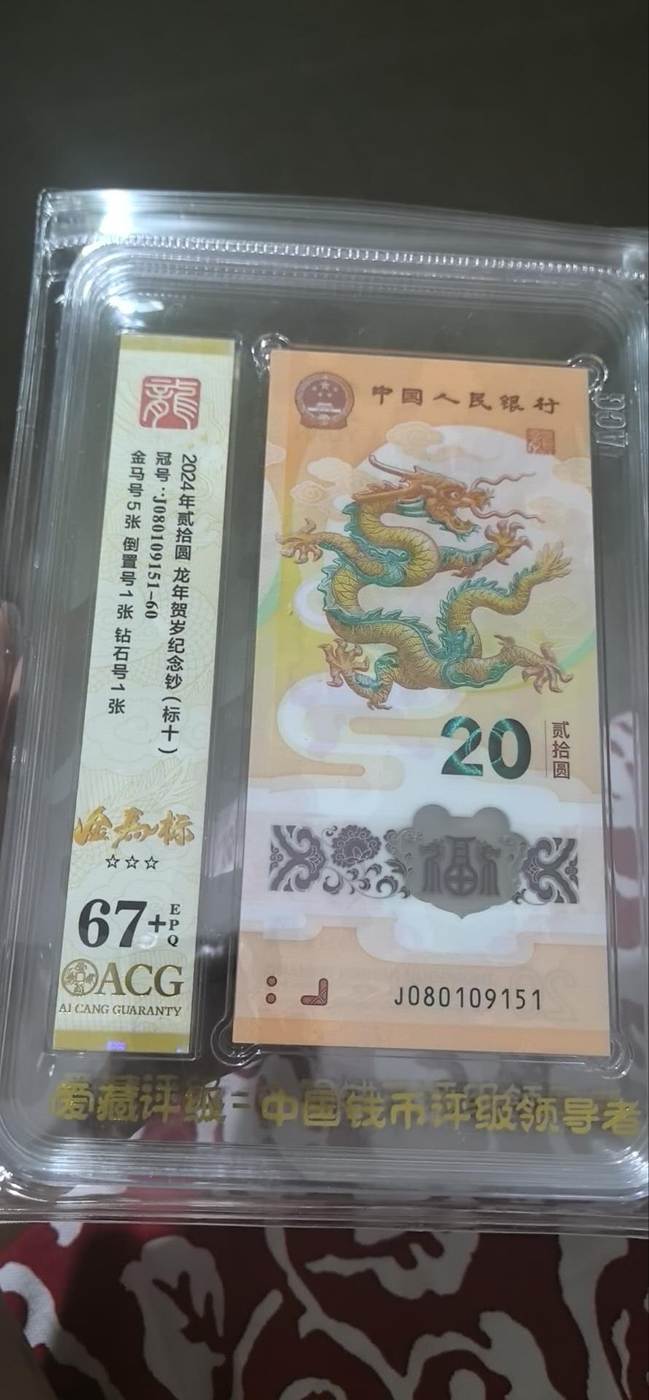 龍
2024年贰拾圆 龙年贺岁纪念钞(标十)
冠号:J080109151-60
金马号5张 倒置号1张 钻石号1张
金马标
☆☆☆
67+
EPQ
ACG
AI CANG GUARANTY
中国人民银行
20
贰拾圆
福
J080109151
爱藏评级=中国钱币评级领导者
ACG